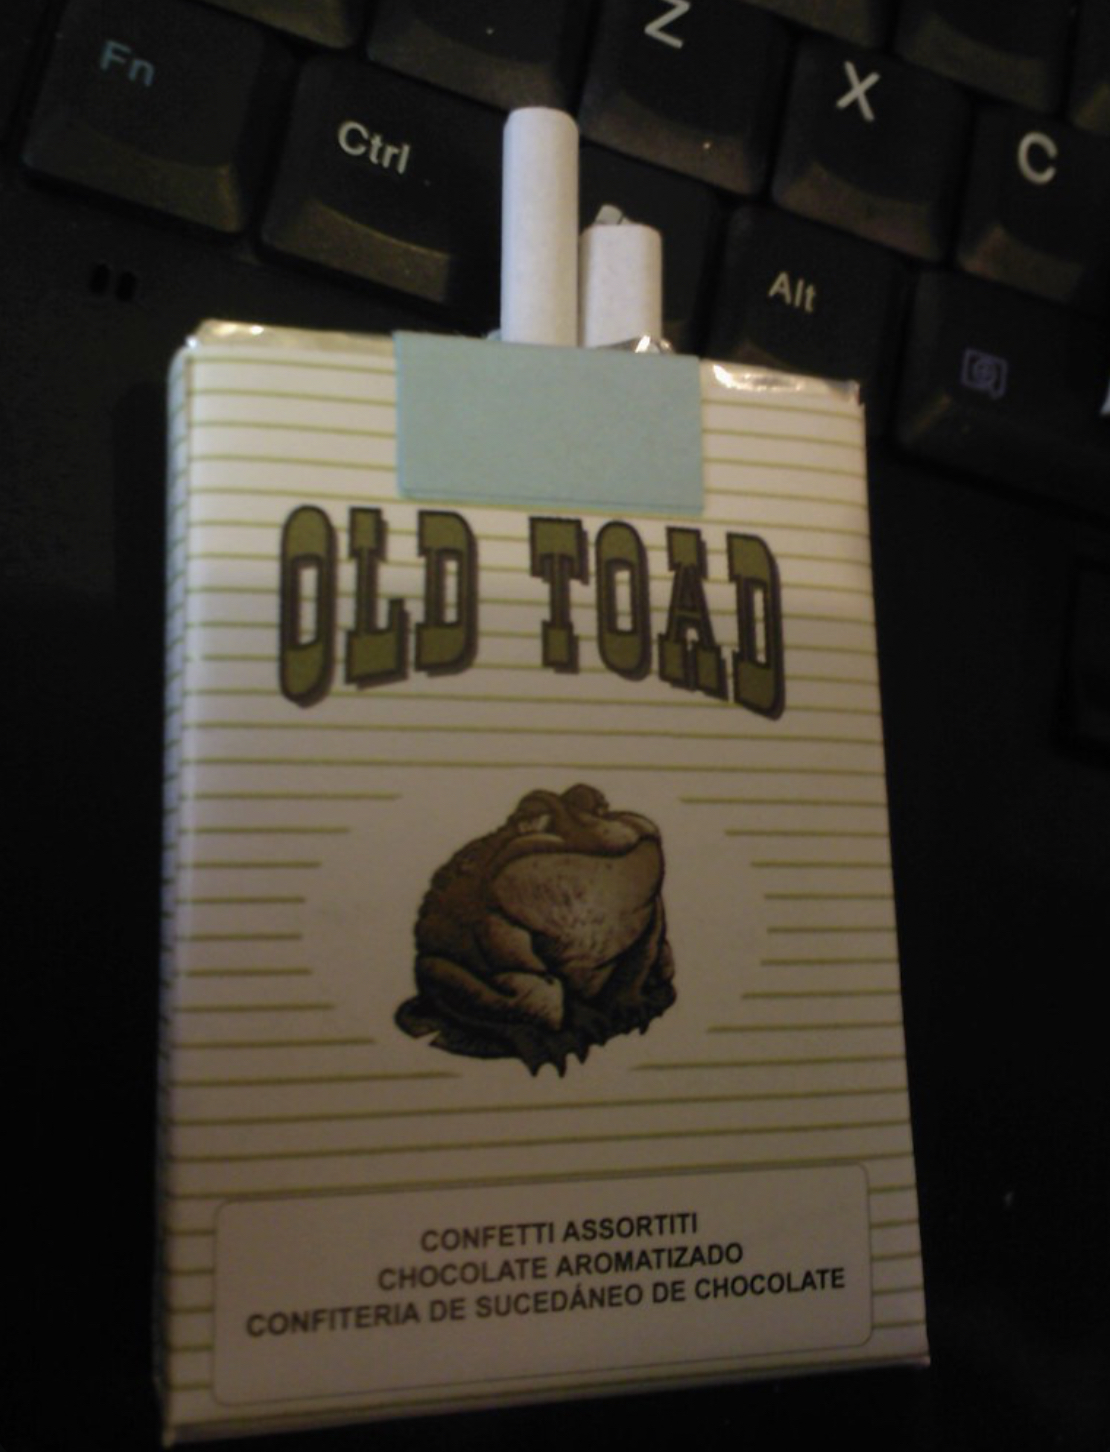 Fn
Ctrl
Z
X
C
Alt
OLD TOAD
CONFETTI ASSORTITI
CHOCOLATE AROMATIZADO
CONFITERIA DE SUCEDÁNEO DE CHOCOLATE